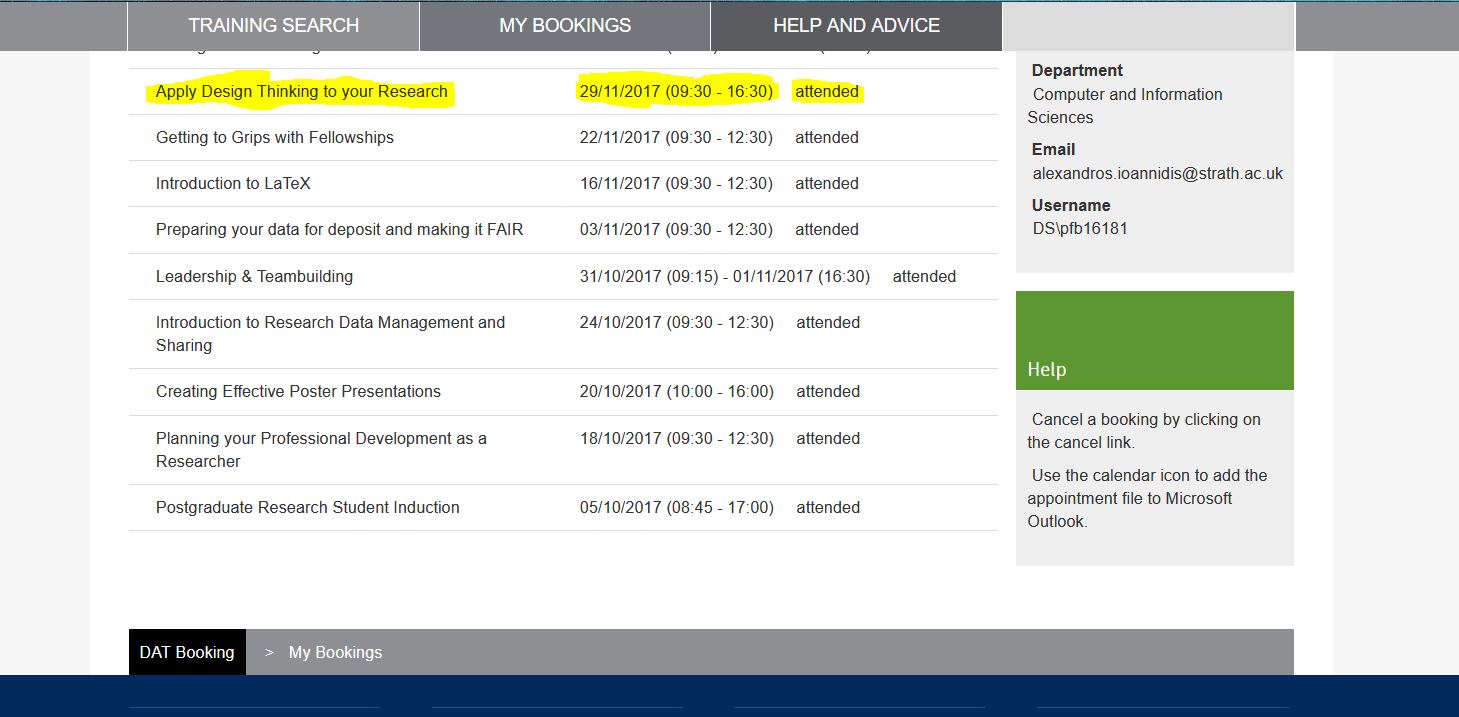 TRAINING SEARCH MY BOOKINGS HELP AND ADVICE
Apply Design Thinking to your Research 29/11/2017 (09:30 - 16:30) attended
Getting to Grips with Fellowships 22/11/2017 (09:30 - 12:30) attended
Introduction to LaTeX 16/11/2017 (09:30 - 12:30) attended
Preparing your data for deposit and making it FAIR 03/11/2017 (09:30 - 12:30) attended
Leadership & Teambuilding 31/10/2017 (09:15) - 01/11/2017 (16:30) attended
Introduction to Research Data Management and 24/10/2017 (09:30 - 12:30) attended
Sharing
Creating Effective Poster Presentations 20/10/2017 (10:00 - 16:00) attended
Planning your Professional Development as a 18/10/2017 (09:30 - 12:30) attended
Researcher
Postgraduate Research Student Induction 05/10/2017 (08:45 - 17:00) attended
Department
Computer and Information
Sciences
Email
alexandros.ioannidis@strath.ac.uk
Username
DS\pfb16181
Help
Cancel a booking by clicking on
the cancel link.
Use the calendar icon to add the
appointment file to Microsoft
Outlook.
DAT Booking > My Bookings